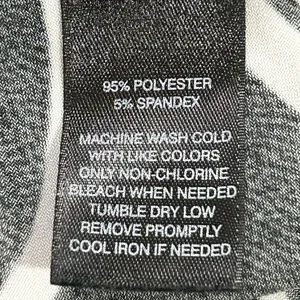 95% POLYESTER
5% SPANDEX
MACHINE WASH COLD
WITH LIKE COLORS
ONLY NON-CHLORINE
BLEACH WHEN NEEDED
TUMBLE DRY LOW
REMOVE PROMPTLY
COOL IRON IF NEEDED